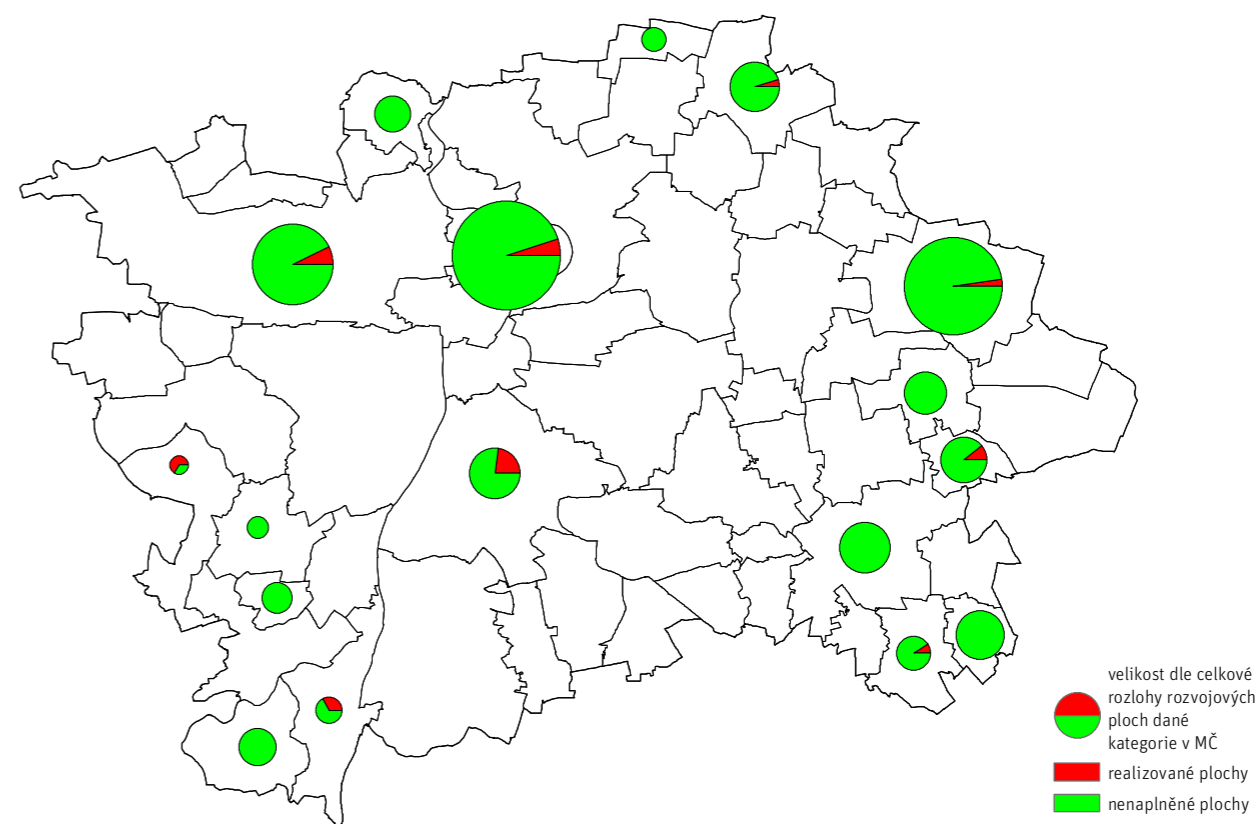 velikost dle celkové
rozlohy rozvojových
ploch dané
kategorie v MČ
realizované plochy
nenaplněné plochy